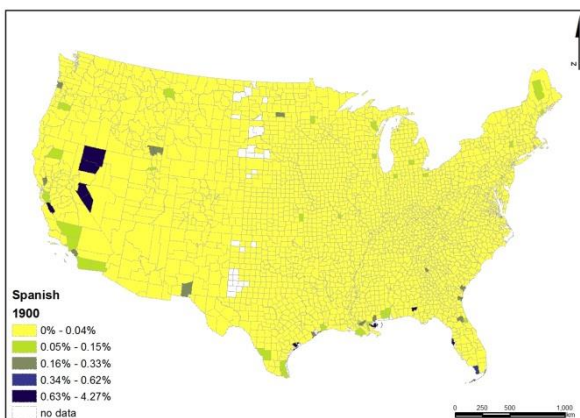 Z
Spanish
1900
0% - 0.04%
0.05% - 0.15%
0.16% - 0.33%
0.34% - 0.62%
0.63% - 4.27%
no data
0 250 500 1,000
km